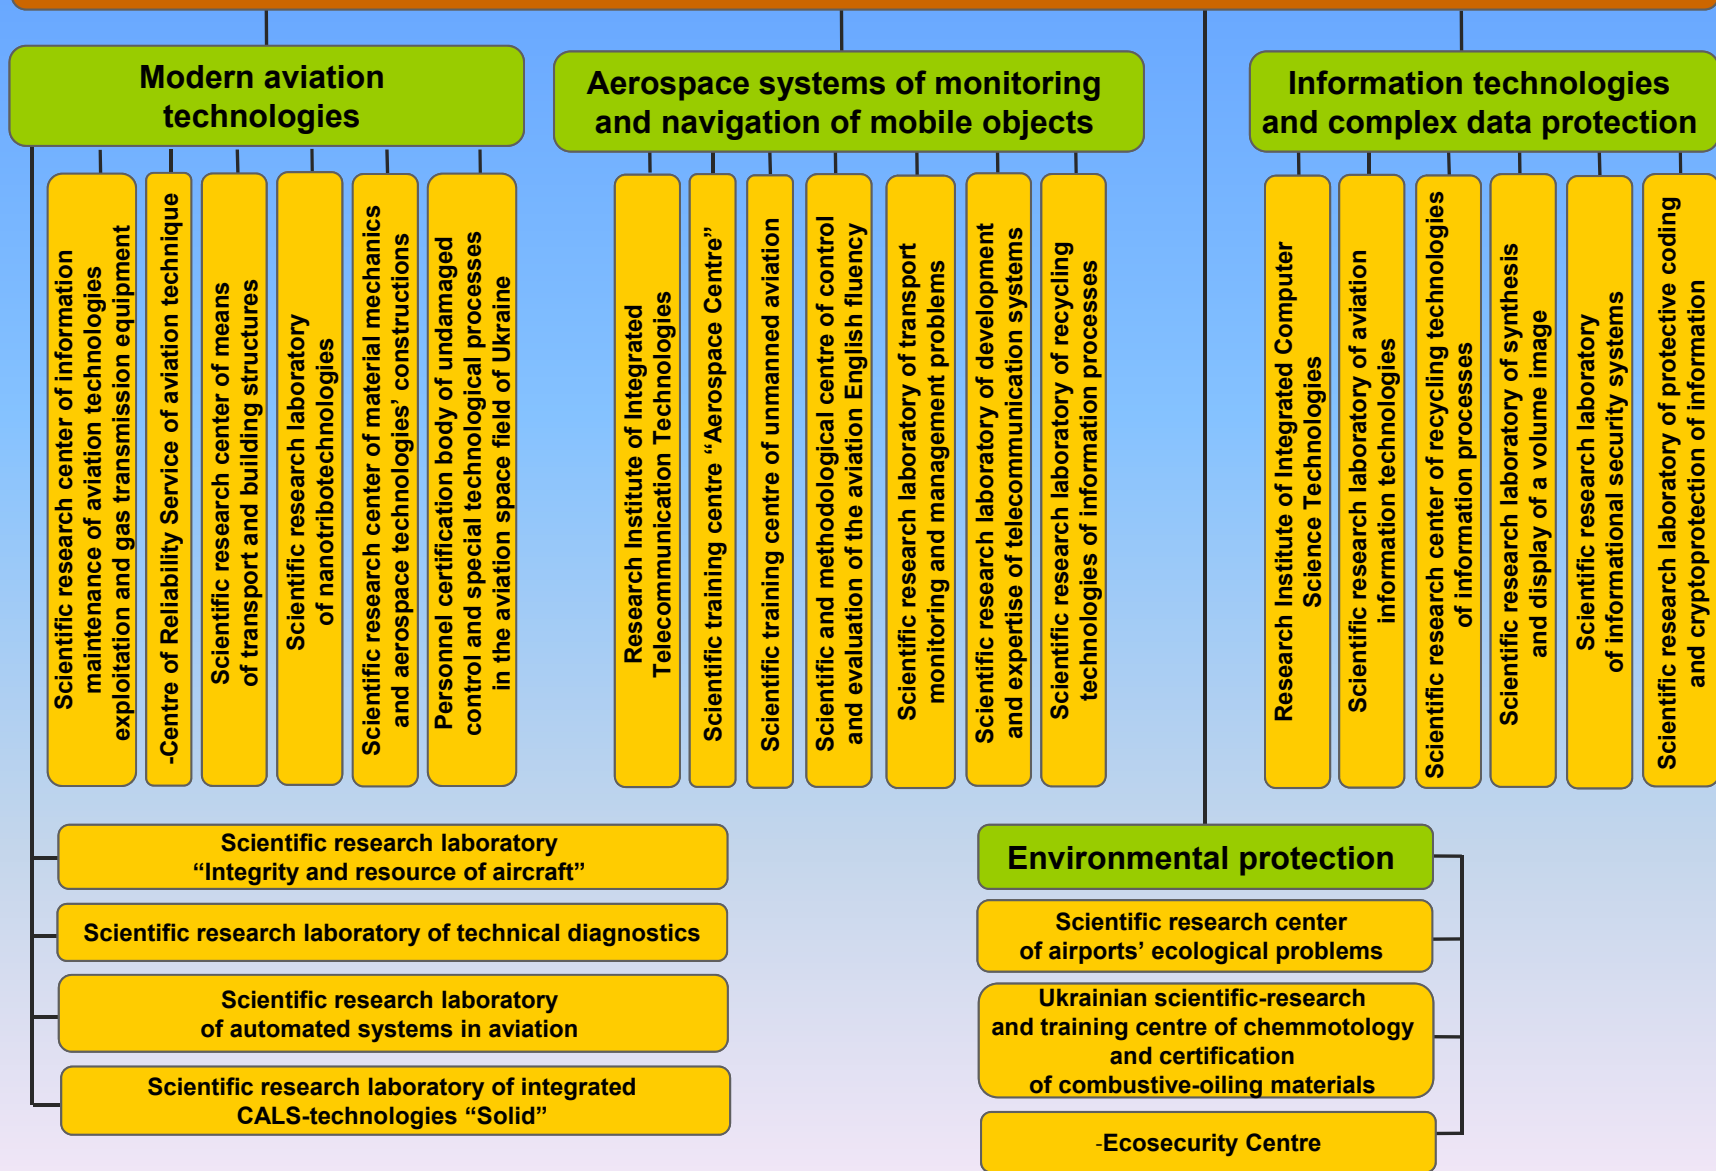 Modern aviation
technologies
Aerospace systems of monitoring
and navigation of mobile objects
Information technologies
and complex data protection
Scientific research center of information
maintenance of aviation technologies
exploitation and gas transmission equipment
-Centre of Reliability Service of aviation technique
Scientific research center of means
of transport and building structures
Scientific research laboratory
of nanotribotechnologies
Scientific research center of material mechanics
and aerospace technologies’ constructions
Personnel certification body of undamaged
control and special technological processes
in the aviation space field of Ukraine
Research Institute of Integrated
Telecommunication Technologies
Scientific training centre “Aerospace Centre”
Scientific training centre of unmanned aviation
Scientific and methodological centre of control
and evaluation of the aviation English fluency
Scientific research laboratory of transport
monitoring and management problems
Scientific research laboratory of development
and expertise of telecommunication systems
Scientific research laboratory of recycling
technologies of information processes
Research Institute of Integrated Computer
Science Technologies
Scientific research laboratory of aviation
information technologies
Scientific research center of recycling technologies
of information processes
Scientific research laboratory of synthesis
and display of a volume image
Scientific research laboratory
of informational security systems
Scientific research laboratory of protective coding
and cryptoprotection of information
Scientific research laboratory
“Integrity and resource of aircraft”
Scientific research laboratory of technical diagnostics
Scientific research laboratory
of automated systems in aviation
Scientific research laboratory of integrated
CALS-technologies “Solid”
Environmental protection
Scientific research center
of airports’ ecological problems
Ukrainian scientific-research
and training centre of chemmotology
and certification
of combustive-oiling materials
-Ecosecurity Centre